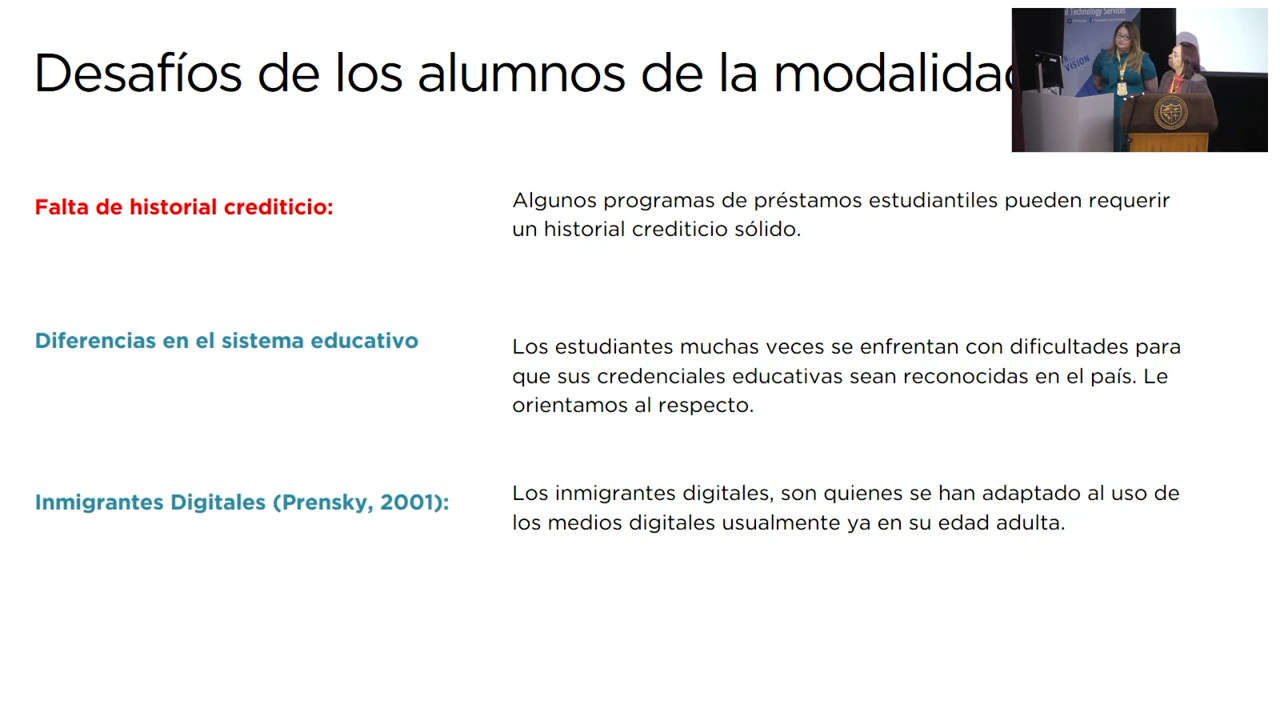 Desafíos de los alumnos de la modalidad
Falta de historial crediticio:
Algunos programas de préstamos estudiantiles pueden requerir
un historial crediticio sólido.
Diferencias en el sistema educativo
Los estudiantes muchas veces se enfrentan con dificultades para
que sus credenciales educativas sean reconocidas en el país. Le
orientamos al respecto.
Inmigrantes Digitales (Prensky, 2001):
Los inmigrantes digitales, son quienes se han adaptado al uso de
los medios digitales usualmente ya en su edad adulta.
l Technology Services
VISION